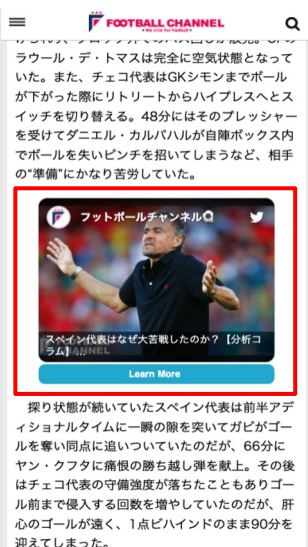 FOOTBALL CHANNEL
We Live You Football
ラウール・デ・トマスは完全に空気状態となって
いた。また、チェコ代表はGKシモンまでボール
が下がった際にリトリートからハイプレスへとス
イッチを切り替える。48分にはそのプレッシャー
を受けてダニエル・カルバハルが自陣ボックス内
でボールを失いピンチを招いてしまうなど、相手
の“準備”にかなり苦労していた。
フットボールチャンネル
スペイン代表はなぜ大苦戦したのか？【分析コ
ラム】...
Learn More
探り状態が続いていたスペイン代表は前半アデ
ィショナルタイムに一瞬の隙を突いてガビがゴー
ルを奪い同点に追いついていたのだが、66分に
ヤン・クフタに痛恨の勝ち越し弾を献上。その後
はチェコ代表の守備強度が落ちたこともありゴー
ル前まで侵入する回数を増やしていたのだが、肝
心のゴールが遠く、1点ビハインドのまま90分を
迎えてしまった。